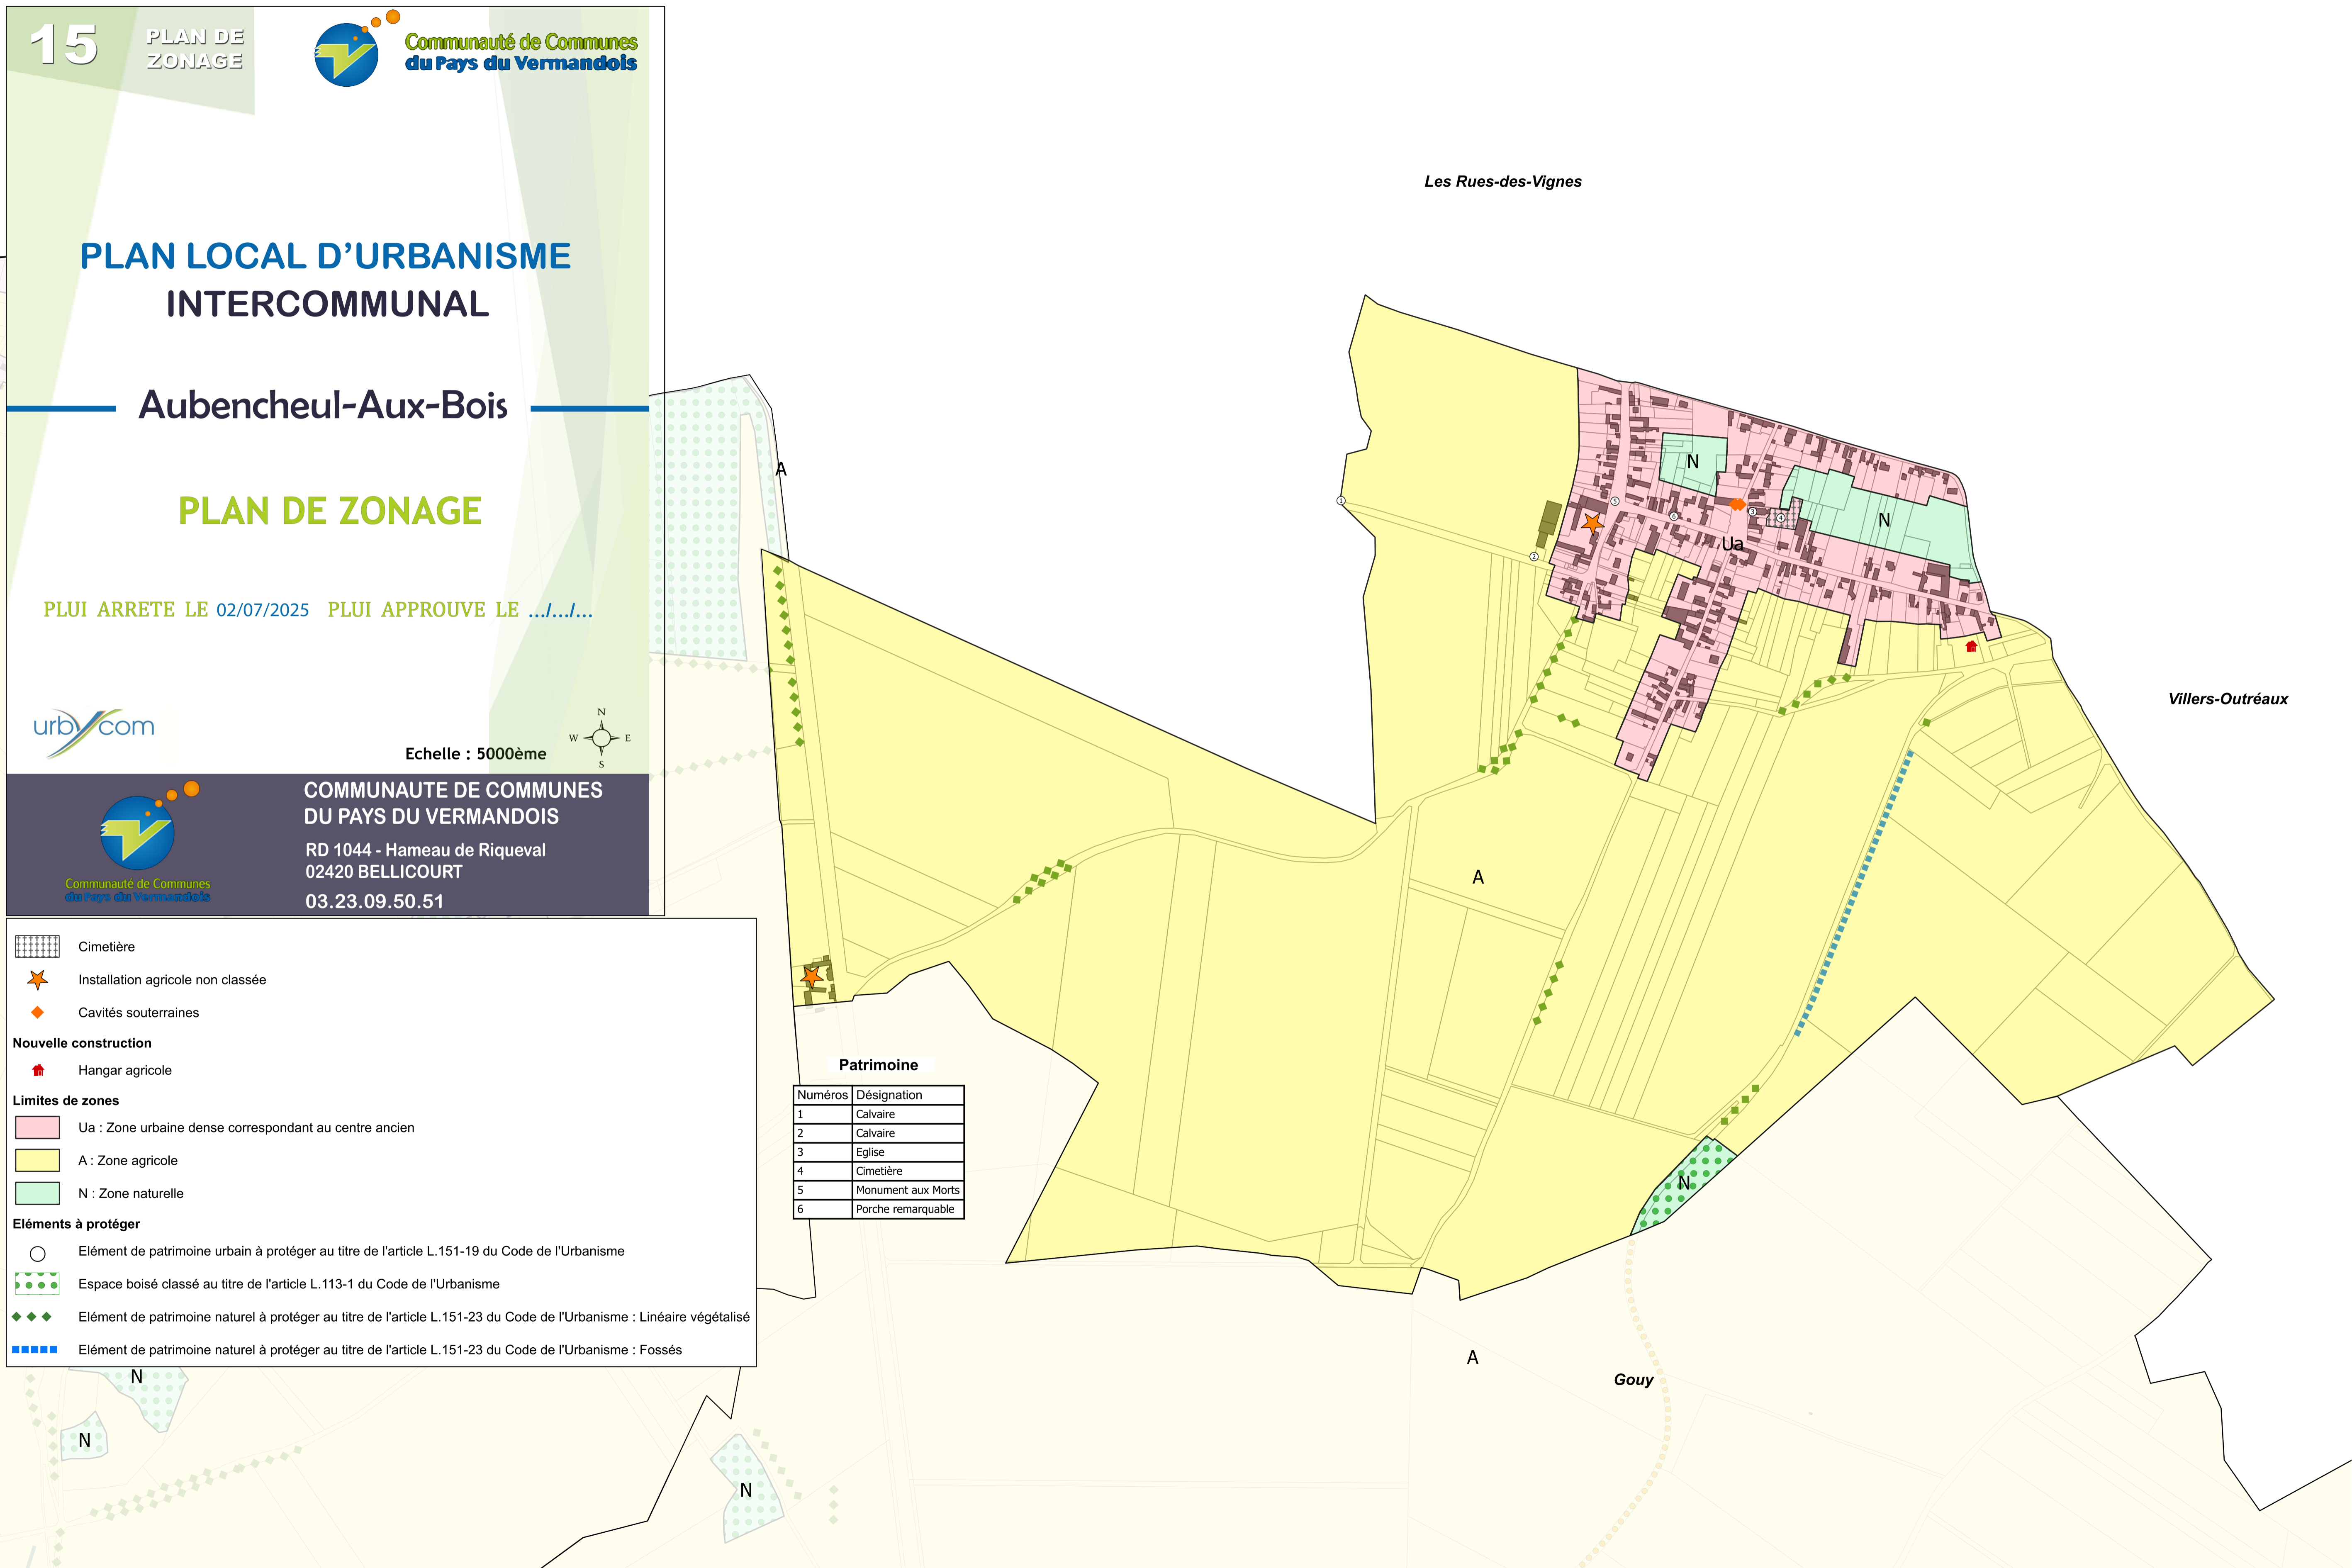 15
PLAN DE
ZONAGE
Communauté de Communes
du Pays du Vermandois
PLAN LOCAL D'URBANISME
INTERCOMMUNAL
Aubencheul-Aux-Bois
PLAN DE ZONAGE
PLUI ARRETE LE 02/07/2025 PLUI APPROUVE LE .../.../...
urbycom
Echelle : 5000ème
N
W E
S
COMMUNAUTE DE COMMUNES
DU PAYS DU VERMANDOIS
RD 1044 - Hameau de Riqueval
02420 BELLICOURT
03.23.09.50.51
Communauté de Communes
du Pays du Vermandois
Cimetière
Installation agricole non classée
Cavités souterraines
Nouvelle construction
Hangar agricole
Limites de zones
Ua : Zone urbaine dense correspondant au centre ancien
A : Zone agricole
N : Zone naturelle
Eléments à protéger
Elément de patrimoine urbain à protéger au titre de l'article L.151-19 du Code de l'Urbanisme
Espace boisé classé au titre de l'article L.113-1 du Code de l'Urbanisme
Elément de patrimoine naturel à protéger au titre de l'article L.151-23 du Code de l'Urbanisme : Linéaire végétalisé
Elément de patrimoine naturel à protéger au titre de l'article L.151-23 du Code de l'Urbanisme : Fossés
Patrimoine
Numéros Désignation
1 Calvaire
2 Calvaire
3 Eglise
4 Cimetière
5 Monument aux Morts
6 Porche remarquable
Les Rues-des-Vignes
A
N
1
5
6
3
4
N
2
Ua
Villers-Outréaux
A
N
A
Gouy
N
N
N